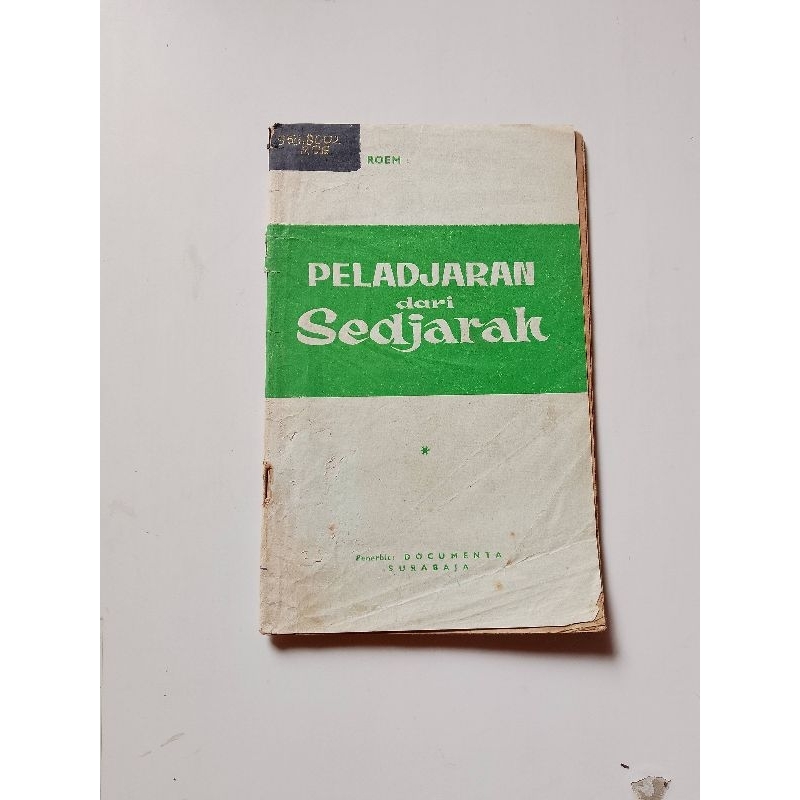 ROEM
PELADJARAN
dari
Sedjarah
*
Penerbit: DOCUMENTA
SURABAJA